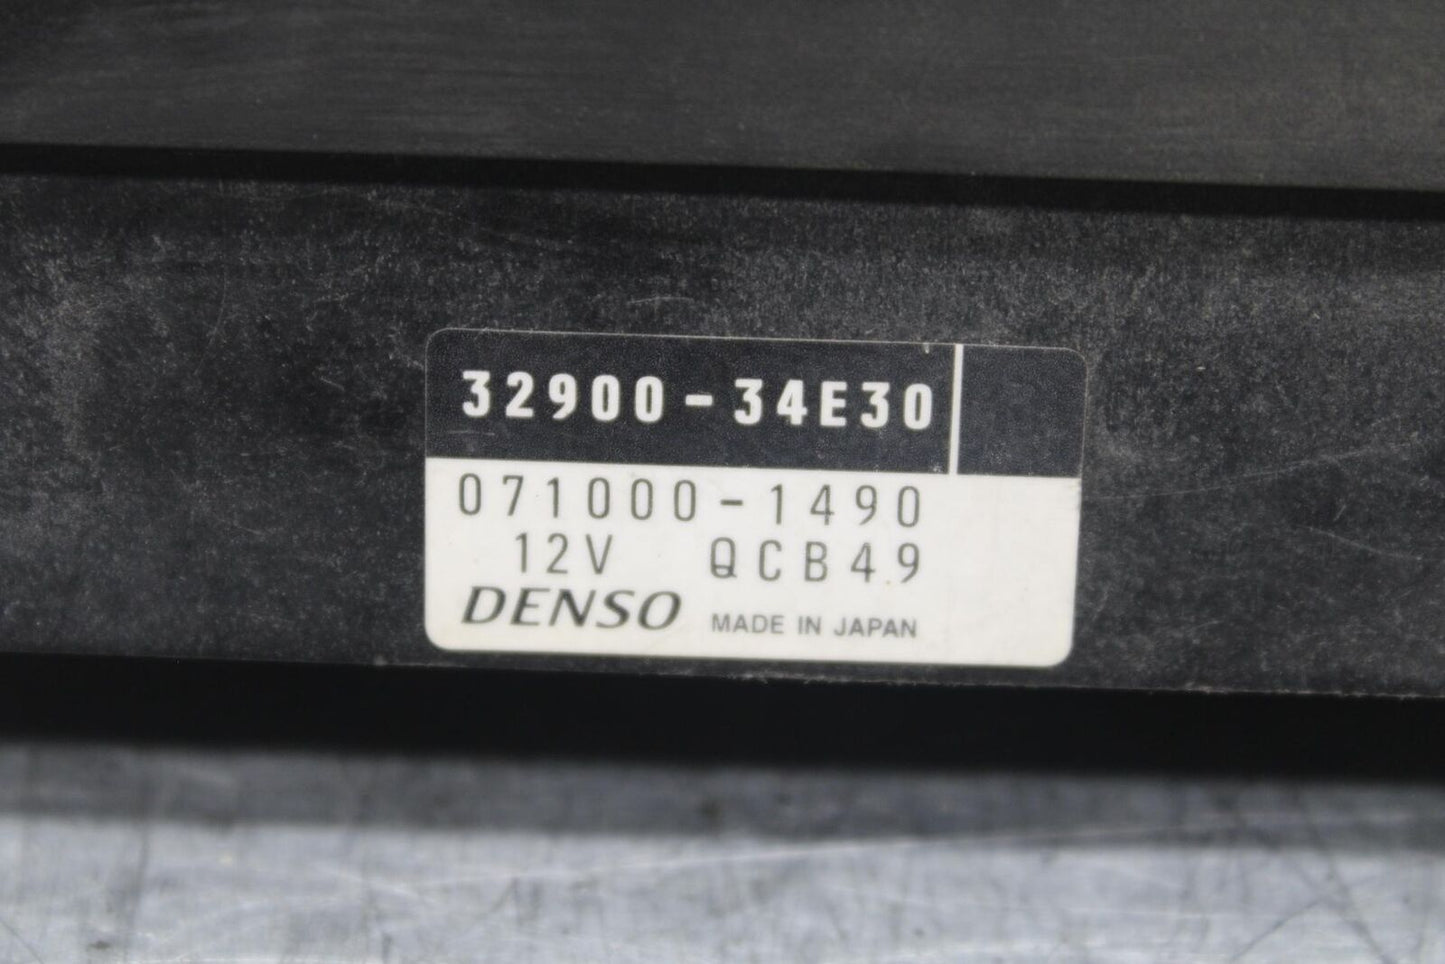 32900-34E30
071000-1490
12V QCB49
DENSO MADE IN JAPAN